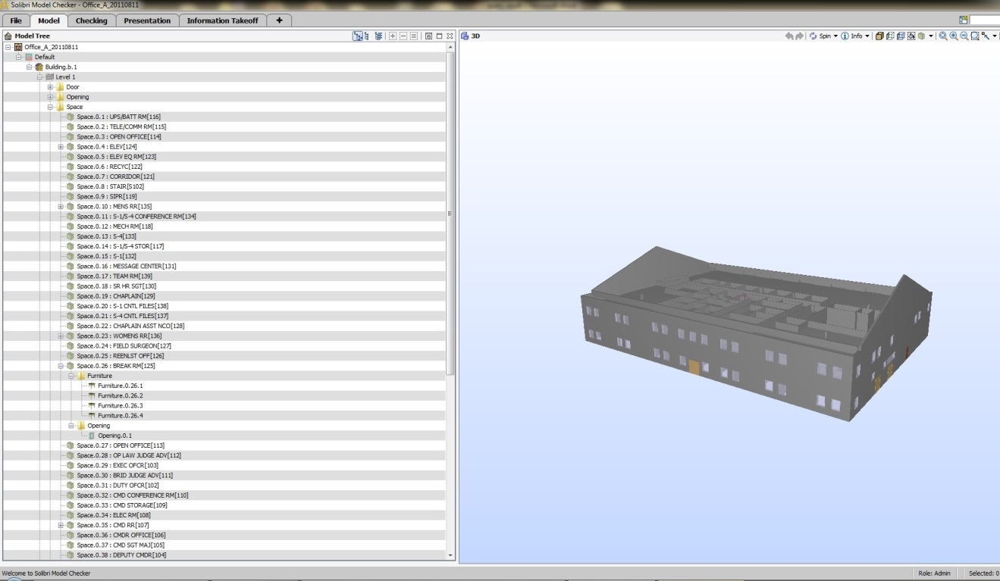 Solibri Model Checker - Office_A_20110811
File Model Checking Presentation Information Takeoff +
Model Tree
3D
Spin Info
Office_A_20110811
Default
Building.b.1
Level 1
Door
Opening
Space
Space.0.1 : UPS/BATT RM[116]
Space.0.2 : TELE/COMM RM[115]
Space.0.3 : OPEN OFFICE[114]
Space.0.4 : ELEV[124]
Space.0.5 : ELEV EQ RM[123]
Space.0.6 : RECYC[122]
Space.0.7 : CORRIDOR[121]
Space.0.8 : STAIR[S102]
Space.0.9 : SIPR[119]
Space.0.10 : MENS RR[135]
Space.0.11 : S-1/S-4 CONFERENCE RM[134]
Space.0.12 : MECH RM[118]
Space.0.13 : S-4[133]
Space.0.14 : S-1/S-4 STOR[117]
Space.0.15 : S-1[132]
Space.0.16 : MESSAGE CENTER[131]
Space.0.17 : TEAM RM[139]
Space.0.18 : SR HR SGT[130]
Space.0.19 : CHAPLAIN[129]
Space.0.20 : S-1 CNTL FILES[138]
Space.0.21 : S-4 CNTL FILES[137]
Space.0.22 : CHAPLAIN ASST NCO[128]
Space.0.23 : WOMENS RR[136]
Space.0.24 : FIELD SURGEON[127]
Space.0.25 : REENLST OFF[126]
Space.0.26 : BREAK RM[125]
Furniture
Furniture.0.26.1
Furniture.0.26.2
Furniture.0.26.3
Furniture.0.26.4
Opening
Opening.0.1
Space.0.27 : OPEN OFFICE[113]
Space.0.28 : OP LAW JUDGE ADV[112]
Space.0.29 : EXEC OFCR[103]
Space.0.30 : BRID JUDGE ADV[111]
Space.0.31 : DUTY OFCR[102]
Space.0.32 : CMD CONFERENCE RM[110]
Space.0.33 : CMD STORAGE[109]
Space.0.34 : ELEC RM[108]
Space.0.35 : CMD RR[107]
Space.0.36 : CMDR OFFICE[106]
Space.0.37 : CMD SGT MAJ[105]
Space.0.38 : DEPUTY CMDR[104]
Welcome to Solibri Model Checker
Role: Admin
Selected: 0